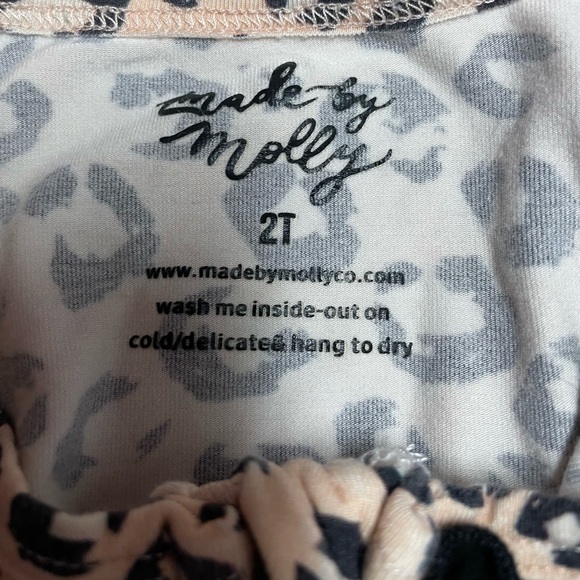 made by
molly
2T
www.madebymollyco.com
wash me inside-out on
cold/delicate& hang to dry